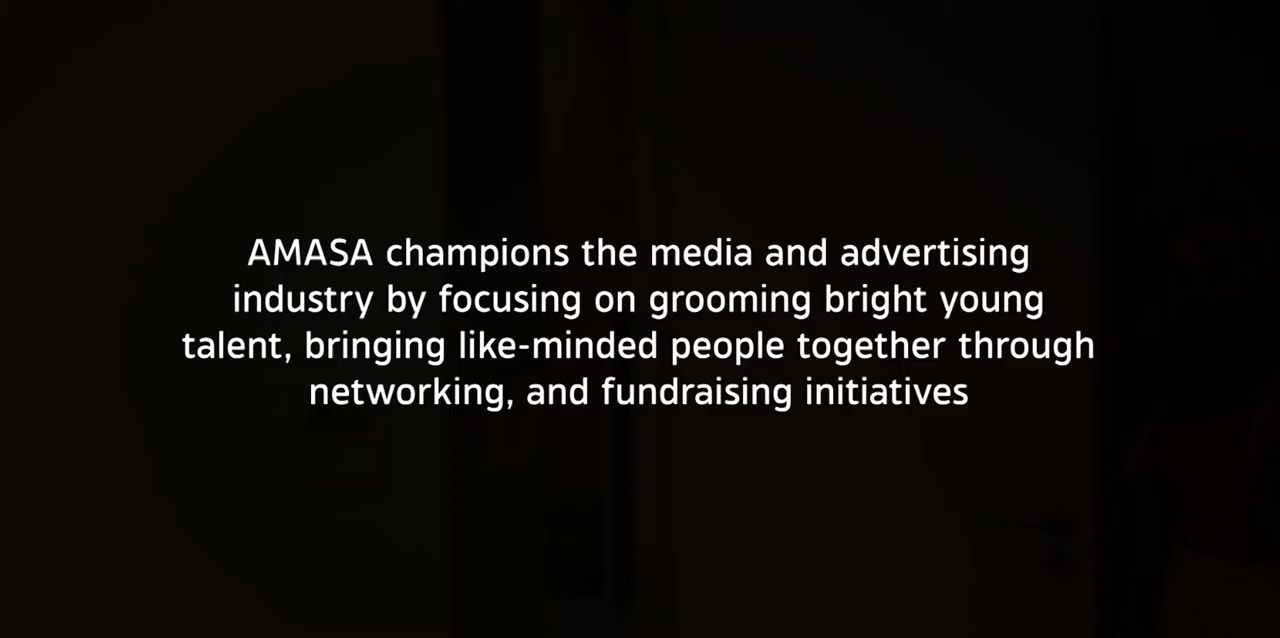 AMASA champions the media and advertising
industry by focusing on grooming bright young
talent, bringing like-minded people together through
networking, and fundraising initiatives